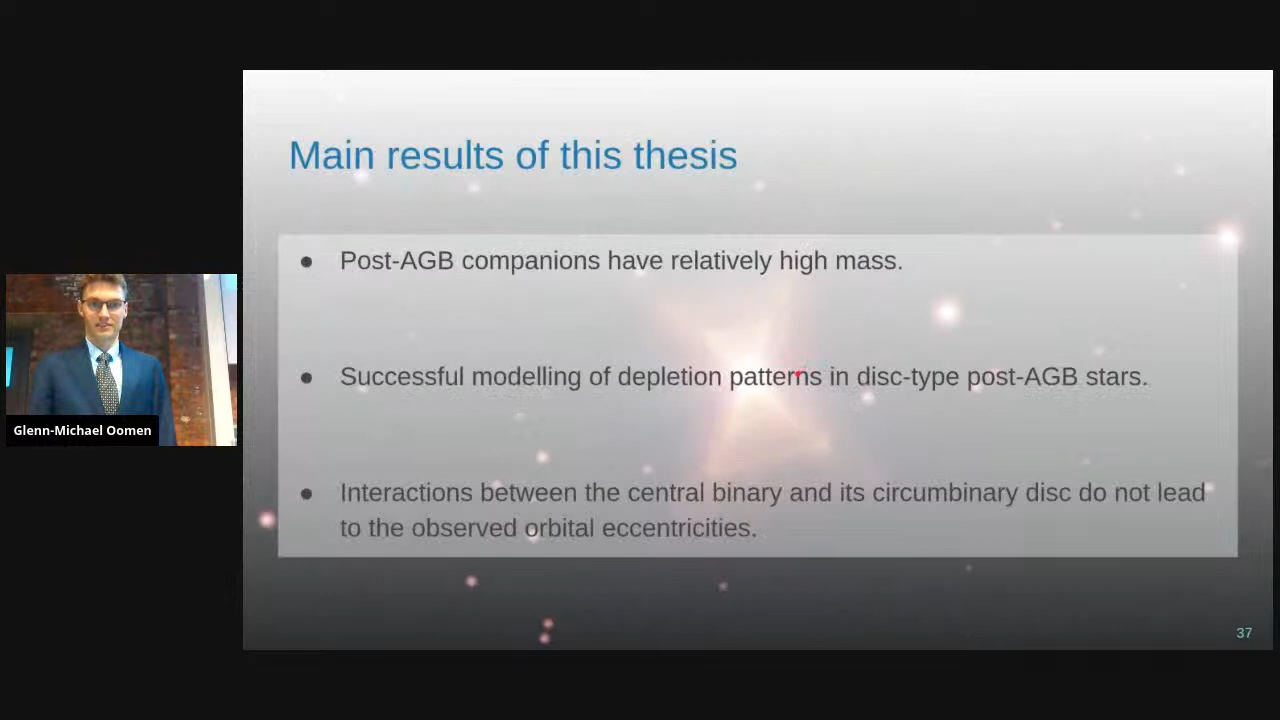 Main results of this thesis
● Post-AGB companions have relatively high mass.
● Successful modelling of depletion patterns in disc-type post-AGB stars.
● Interactions between the central binary and its circumbinary disc do not lead
to the observed orbital eccentricities.
Glenn-Michael Oomen
37